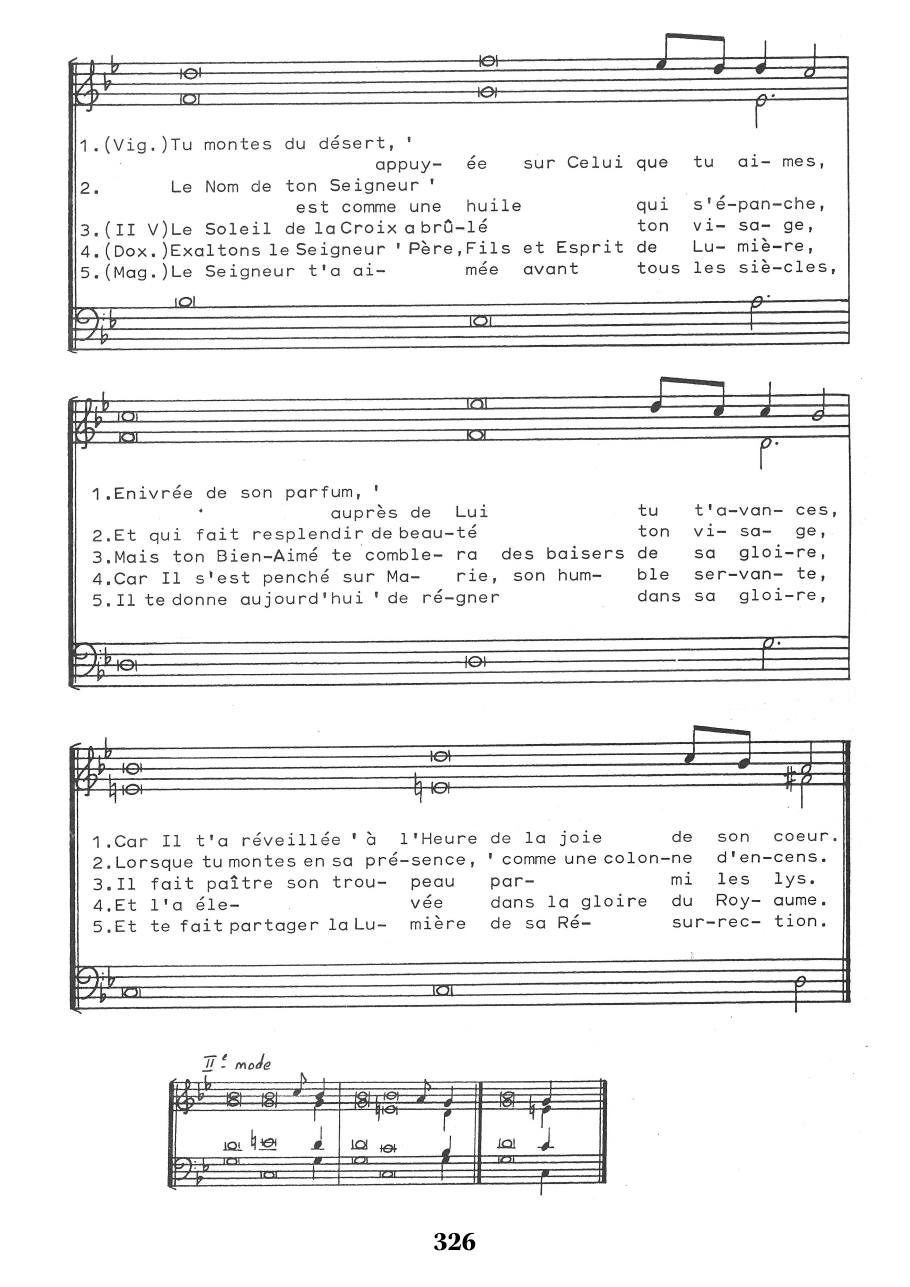 1.(Vig.)Tu montes du désert, '
appuy- ée sur Celui que tu ai- mes,
2. Le Nom de ton Seigneur '
est comme une huile qui s'é-pan-che,
3.(II V)Le Soleil de la Croix a brû-lé ton vi- sa- ge,
4.(Dox.)Exaltons le Seigneur ' Père, Fils et Esprit de Lu- miè-re,
5.(Mag.)Le Seigneur t'a ai- mée avant tous les siè-cles,
1.Enivrée de son parfum, '
auprès de Lui tu t'a-van- ces,
2.Et qui fait resplendir de beau-té ton vi- sa- ge,
3.Mais ton Bien-Aimé te comble- ra des baisers de sa gloi-re,
4.Car Il s'est penché sur Ma- rie, son hum- ble ser-van- te,
5.Il te donne aujourd'hui ' de ré-gner dans sa gloi-re,
1.Car Il t'a réveillée ' à l'Heure de la joie de son coeur.
2.Lorsque tu montes en sa pré-sence, ' comme une colon-ne d'en-cens.
3.Il fait paître son trou- peau par- mi les lys.
4.Et l'a éle- vée dans la gloire du Roy- aume.
5.Et te fait partager la Lu- mière de sa Ré- sur-rec- tion.
IIe mode
326